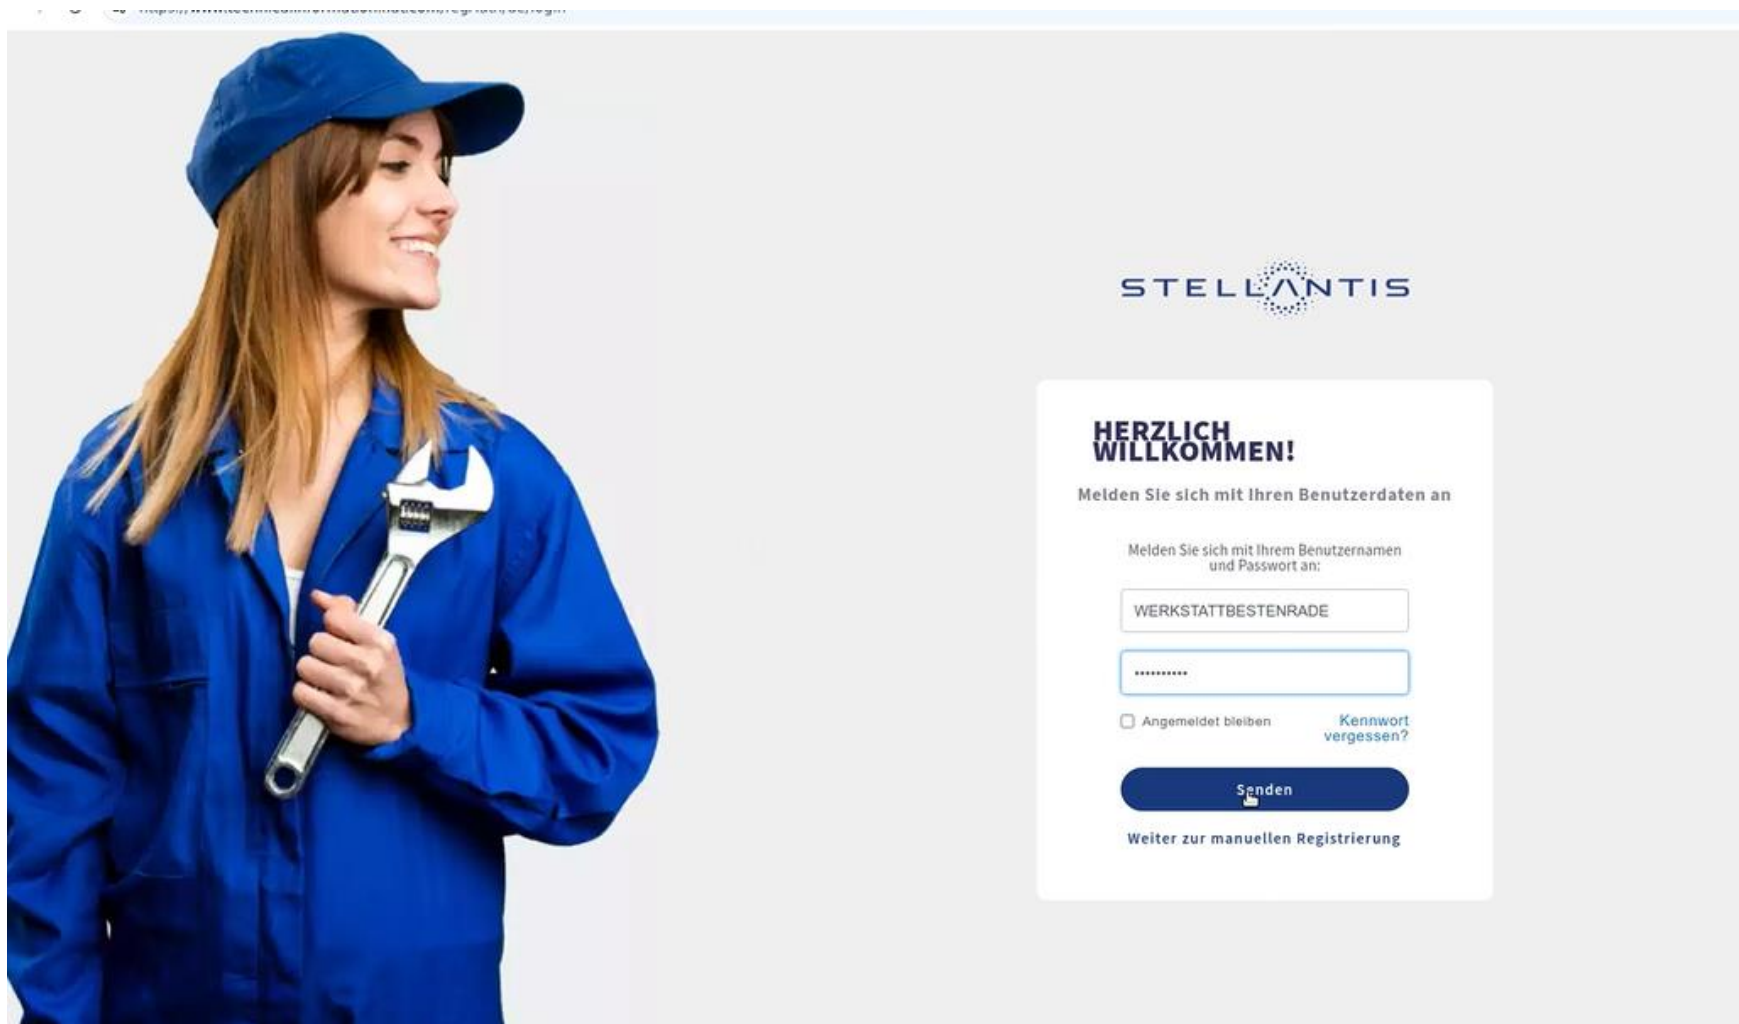 STELLANTIS
HERZLICH
WILLKOMMEN!
Melden Sie sich mit Ihren Benutzerdaten an
Melden Sie sich mit Ihrem Benutzernamen
und Passwort an:
WERKSTATTBESTENRADE
••••••••••
Angemeldet bleiben
Kennwort
vergessen?
Senden
Weiter zur manuellen Registrierung